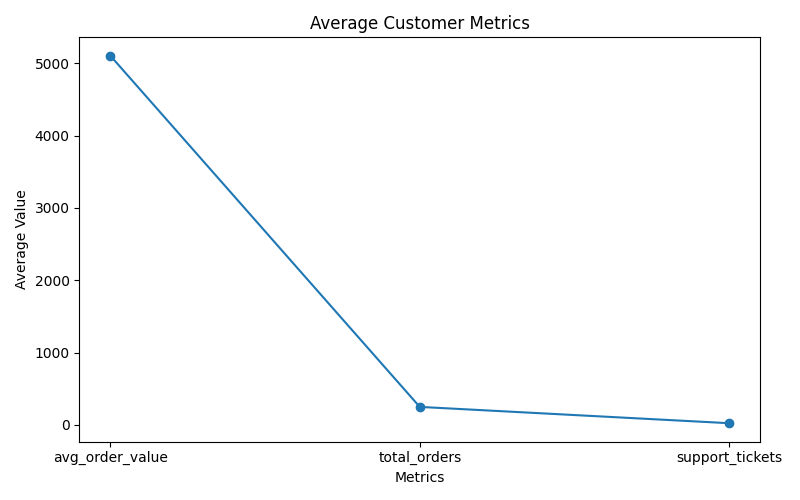 Average Customer Metrics
Average Value
5000
4000
3000
2000
1000
0
avg_order_value
total_orders
support_tickets
Metrics